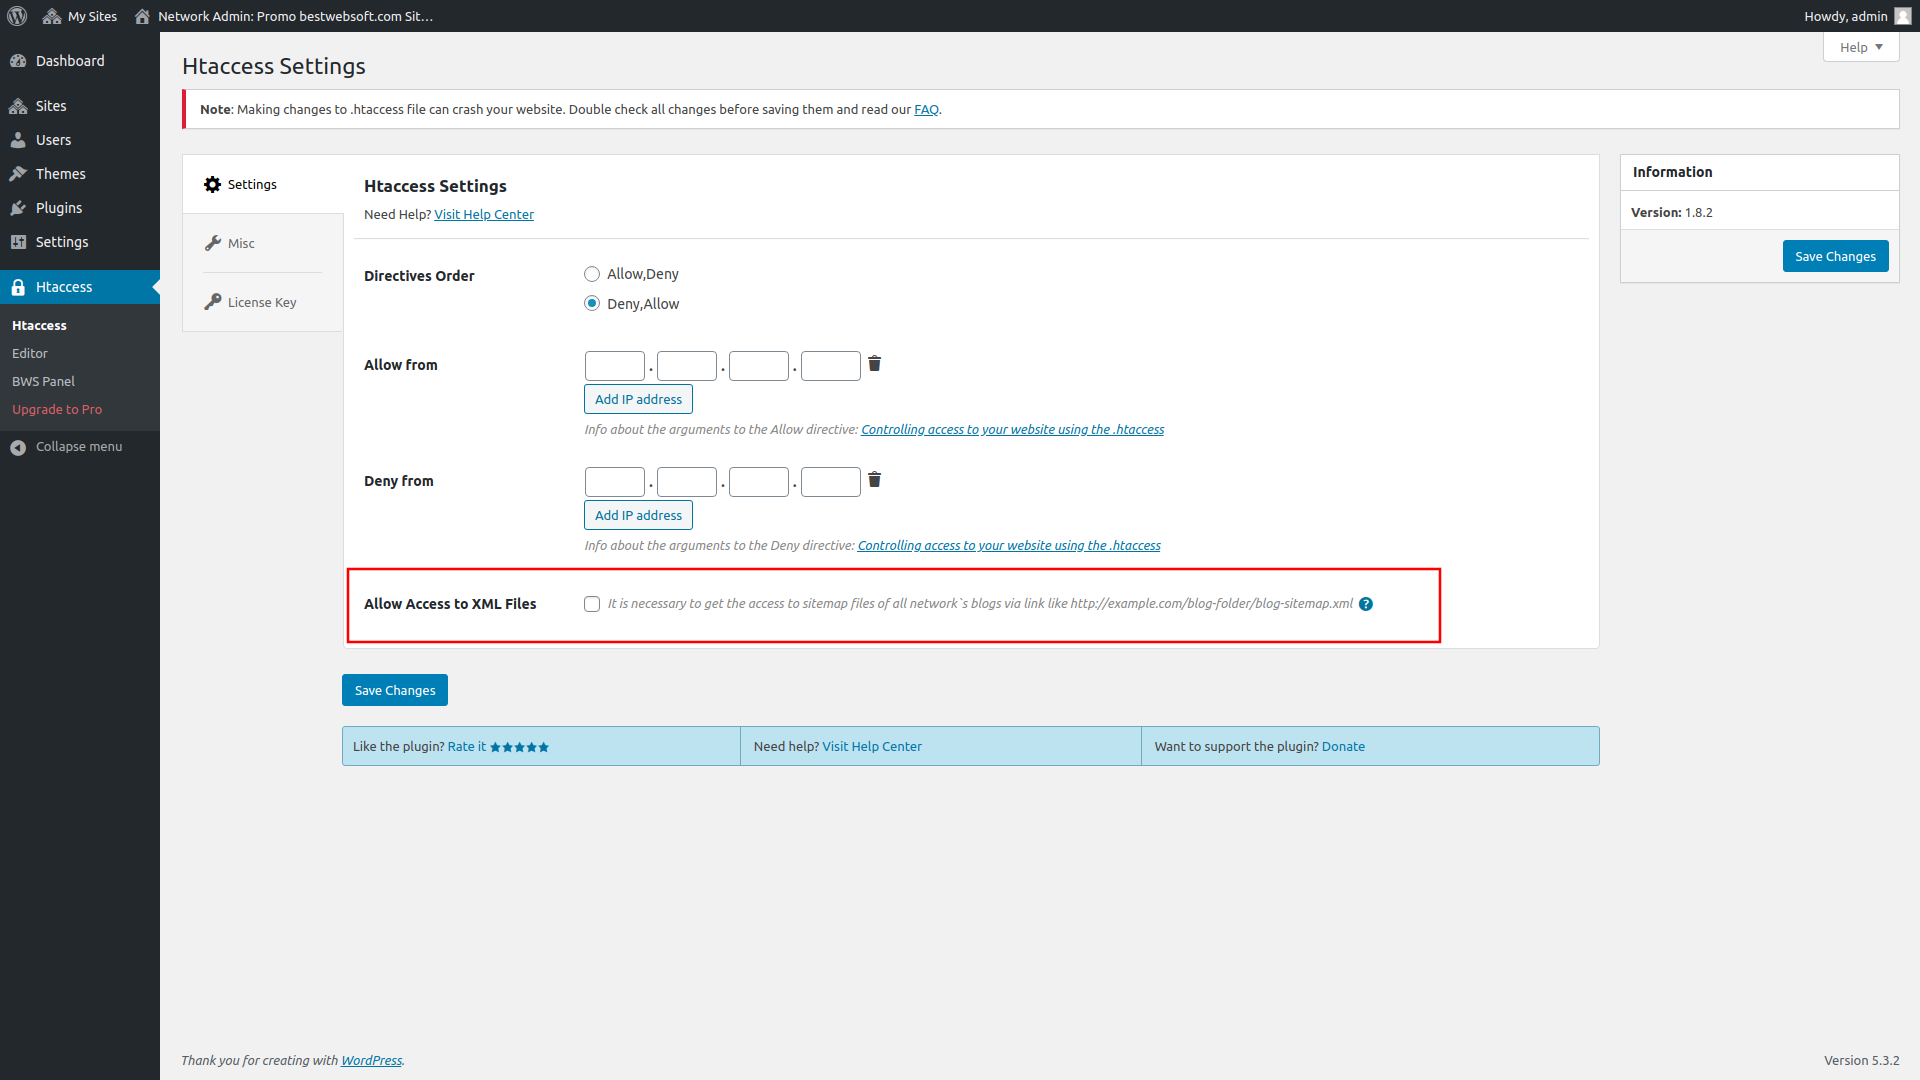 My Sites
Network Admin: Promo bestwebsoft.com Sit…
Howdy, admin
Dashboard
Sites
Users
Themes
Plugins
Settings
Htaccess
Htaccess
Editor
BWS Panel
Upgrade to Pro
Collapse menu
Help
Htaccess Settings
Note: Making changes to .htaccess file can crash your website. Double check all changes before saving them and read our FAQ.
Settings
Misc
License Key
Htaccess Settings
Need Help? Visit Help Center
Directives Order
Allow,Deny
Deny,Allow
Allow from
. . .
Add IP address
Info about the arguments to the Allow directive: Controlling access to your website using the .htaccess
Deny from
. . .
Add IP address
Info about the arguments to the Deny directive: Controlling access to your website using the .htaccess
Allow Access to XML Files
It is necessary to get the access to sitemap files of all network`s blogs via link like http://example.com/blog-folder/blog-sitemap.xml ?
Save Changes
Like the plugin? Rate it ★★★★★
Need help? Visit Help Center
Want to support the plugin? Donate
Information
Version: 1.8.2
Save Changes
Thank you for creating with WordPress.
Version 5.3.2